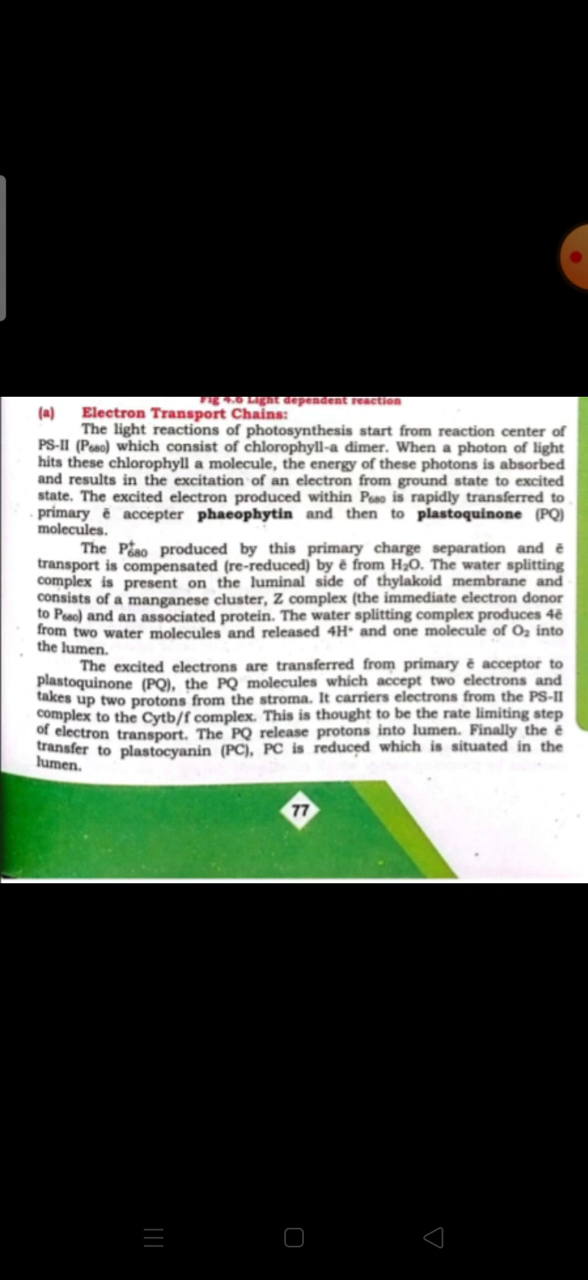 Fig 4.6 Light dependent reaction
(a) Electron Transport Chains:
The light reactions of photosynthesis start from reaction center of
PS-II (P₆₈₀) which consist of chlorophyll-a dimer. When a photon of light
hits these chlorophyll a molecule, the energy of these photons is absorbed
and results in the excitation of an electron from ground state to excited
state. The excited electron produced within P₆₈₀ is rapidly transferred to
primary ē accepter phaeophytin and then to plastoquinone (PQ)
molecules.
The P⁺₆₈₀ produced by this primary charge separation and ē
transport is compensated (re-reduced) by ē from H₂O. The water splitting
complex is present on the luminal side of thylakoid membrane and
consists of a manganese cluster, Z complex (the immediate electron donor
to P₆₈₀) and an associated protein. The water splitting complex produces 4ē
from two water molecules and released 4H⁺ and one molecule of O₂ into
the lumen.
The excited electrons are transferred from primary ē acceptor to
plastoquinone (PQ), the PQ molecules which accept two electrons and
takes up two protons from the stroma. It carriers electrons from the PS-II
complex to the Cytb/f complex. This is thought to be the rate limiting step
of electron transport. The PQ release protons into lumen. Finally the ē
transfer to plastocyanin (PC), PC is reduced which is situated in the
lumen.
77